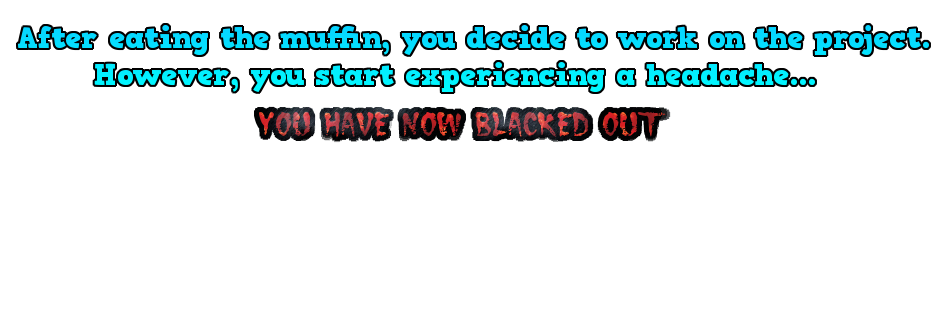 After eating the muffin, you decide to work on the project.
However, you start experiencing a headache...
YOU HAVE NOW BLACKED OUT